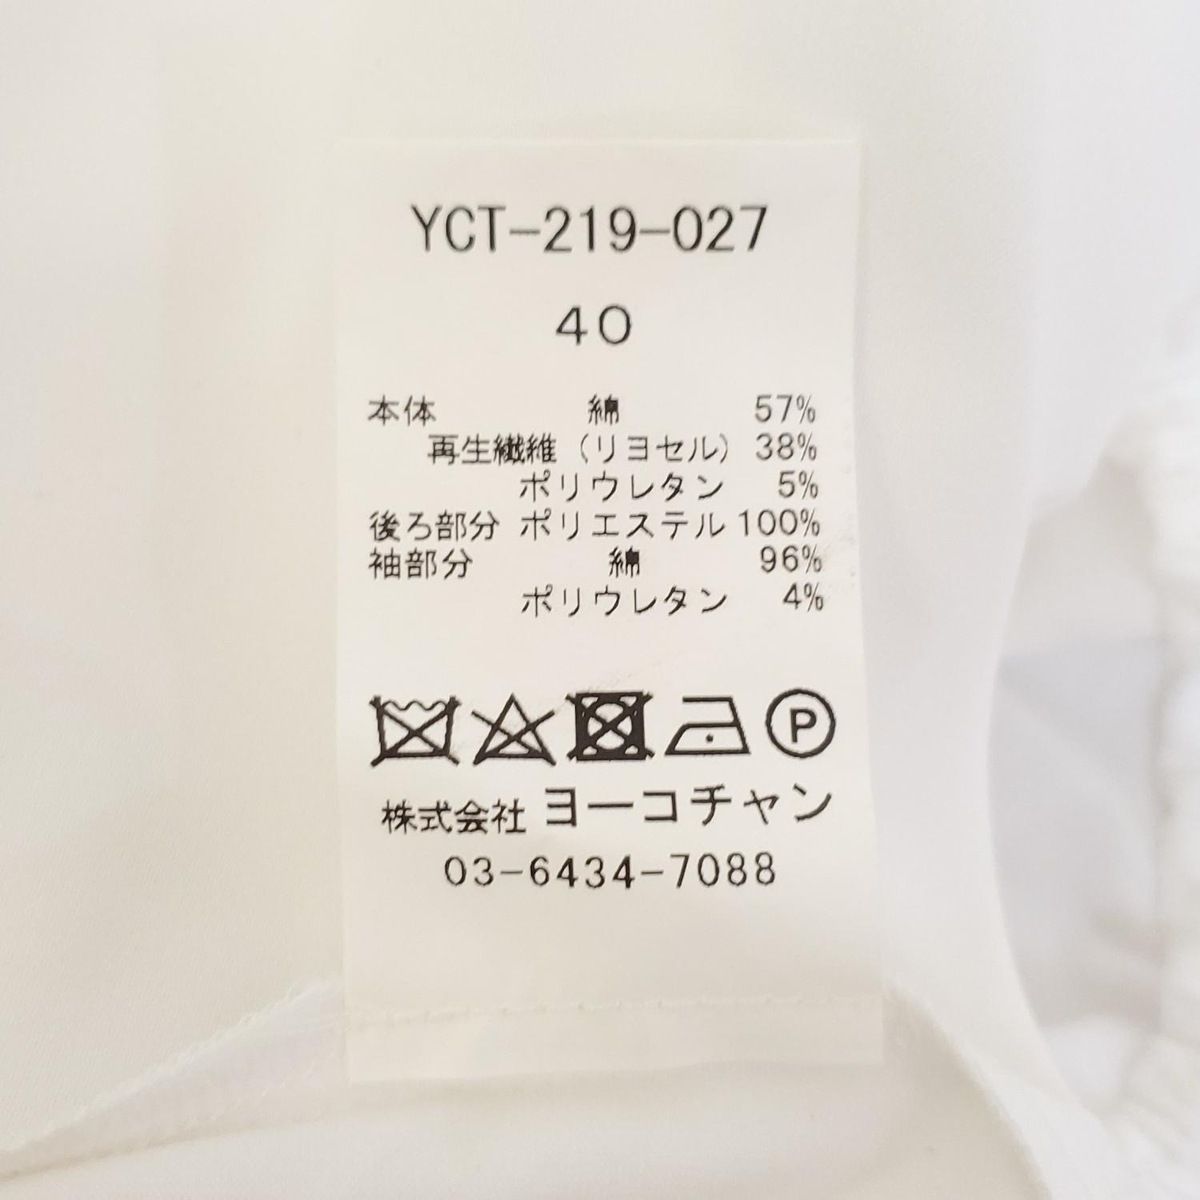 YCT-219-027
40
本体 綿 57%
再生繊維（リヨセル）38%
ポリウレタン 5%
後ろ部分 ポリエステル 100%
袖部分 綿 96%
ポリウレタン 4%
P
株式会社 ヨーコチャン
03-6434-7088